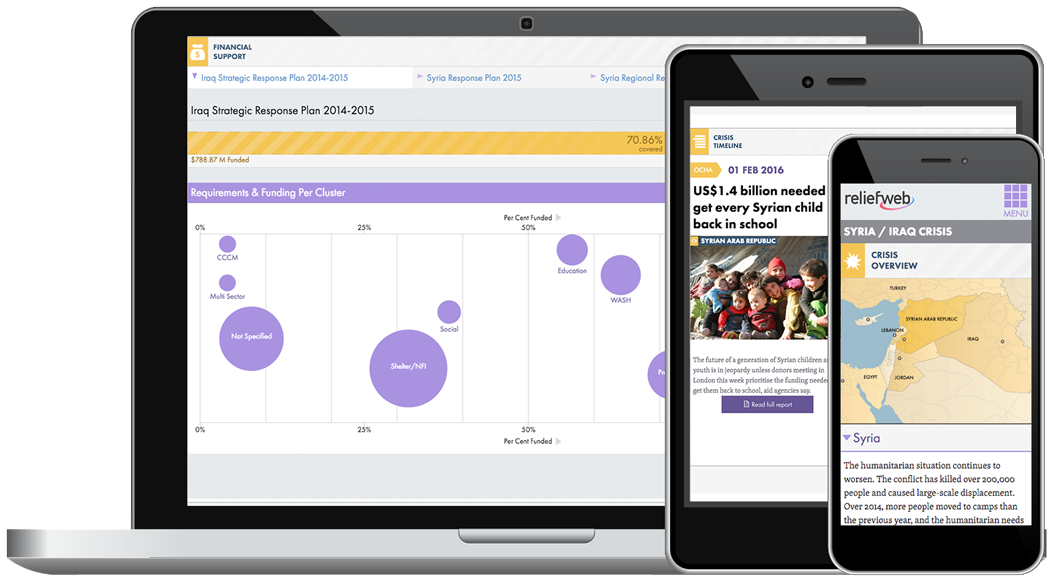 FINANCIAL
SUPPORT
Iraq Strategic Response Plan 2014-2015
Syria Response Plan 2015
Syria Regional Re
Iraq Strategic Response Plan 2014-2015
70.86%
covered
$788.87 M Funded
Requirements & Funding Per Cluster
Per Cent Funded
0%
25%
50%
CCCM
Multi Sector
Not Specified
Shelter/NFI
Social
Education
WASH
Pr
0%
25%
50%
Per Cent Funded
CRISIS
TIMELINE
OCHA
01 FEB 2016
US$1.4 billion needed
get every Syrian child
back in school
SYRIAN ARAB REPUBLIC
The future of a generation of Syrian children a
youth is in jeopardy unless donors meeting in
London this week prioritise the funding neede
get them back to school, aid agencies say.
Read full report
reliefweb
MENU
SYRIA / IRAQ CRISIS
CRISIS
OVERVIEW
TURKEY
SYRIAN ARAB REPUBLIC
LEBANON
IRAQ
EGYPT
JORDAN
Syria
The humanitarian situation continues to
worsen. The conflict has killed over 200,000
people and caused large-scale displacement.
Over 2014, more people moved to camps than
the previous year, and the humanitarian needs